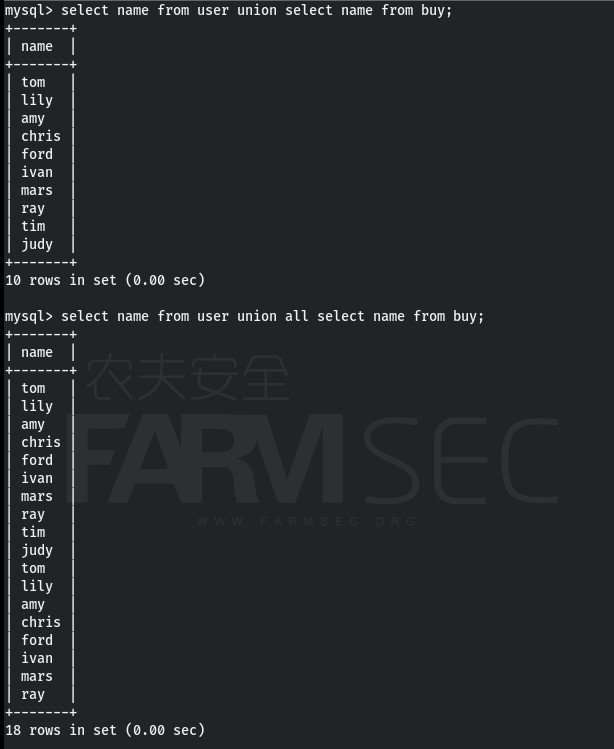 mysql> select name from user union select name from buy;
+-------+
| name  |
+-------+
| tom   |
| lily  |
| amy   |
| chris |
| ford  |
| ivan  |
| mars  |
| ray   |
| tim   |
| judy  |
+-------+
10 rows in set (0.00 sec)
mysql> select name from user union all select name from buy;
+-------+
| name  |
+-------+
| tom   |
| lily  |
| amy   |
| chris |
| ford  |
| ivan  |
| mars  |
| ray   |
| tim   |
| judy  |
| tom   |
| lily  |
| amy   |
| chris |
| ford  |
| ivan  |
| mars  |
| ray   |
+-------+
18 rows in set (0.00 sec)
农夫安全
FARMSEC
WWW.FARMSEC.ORG